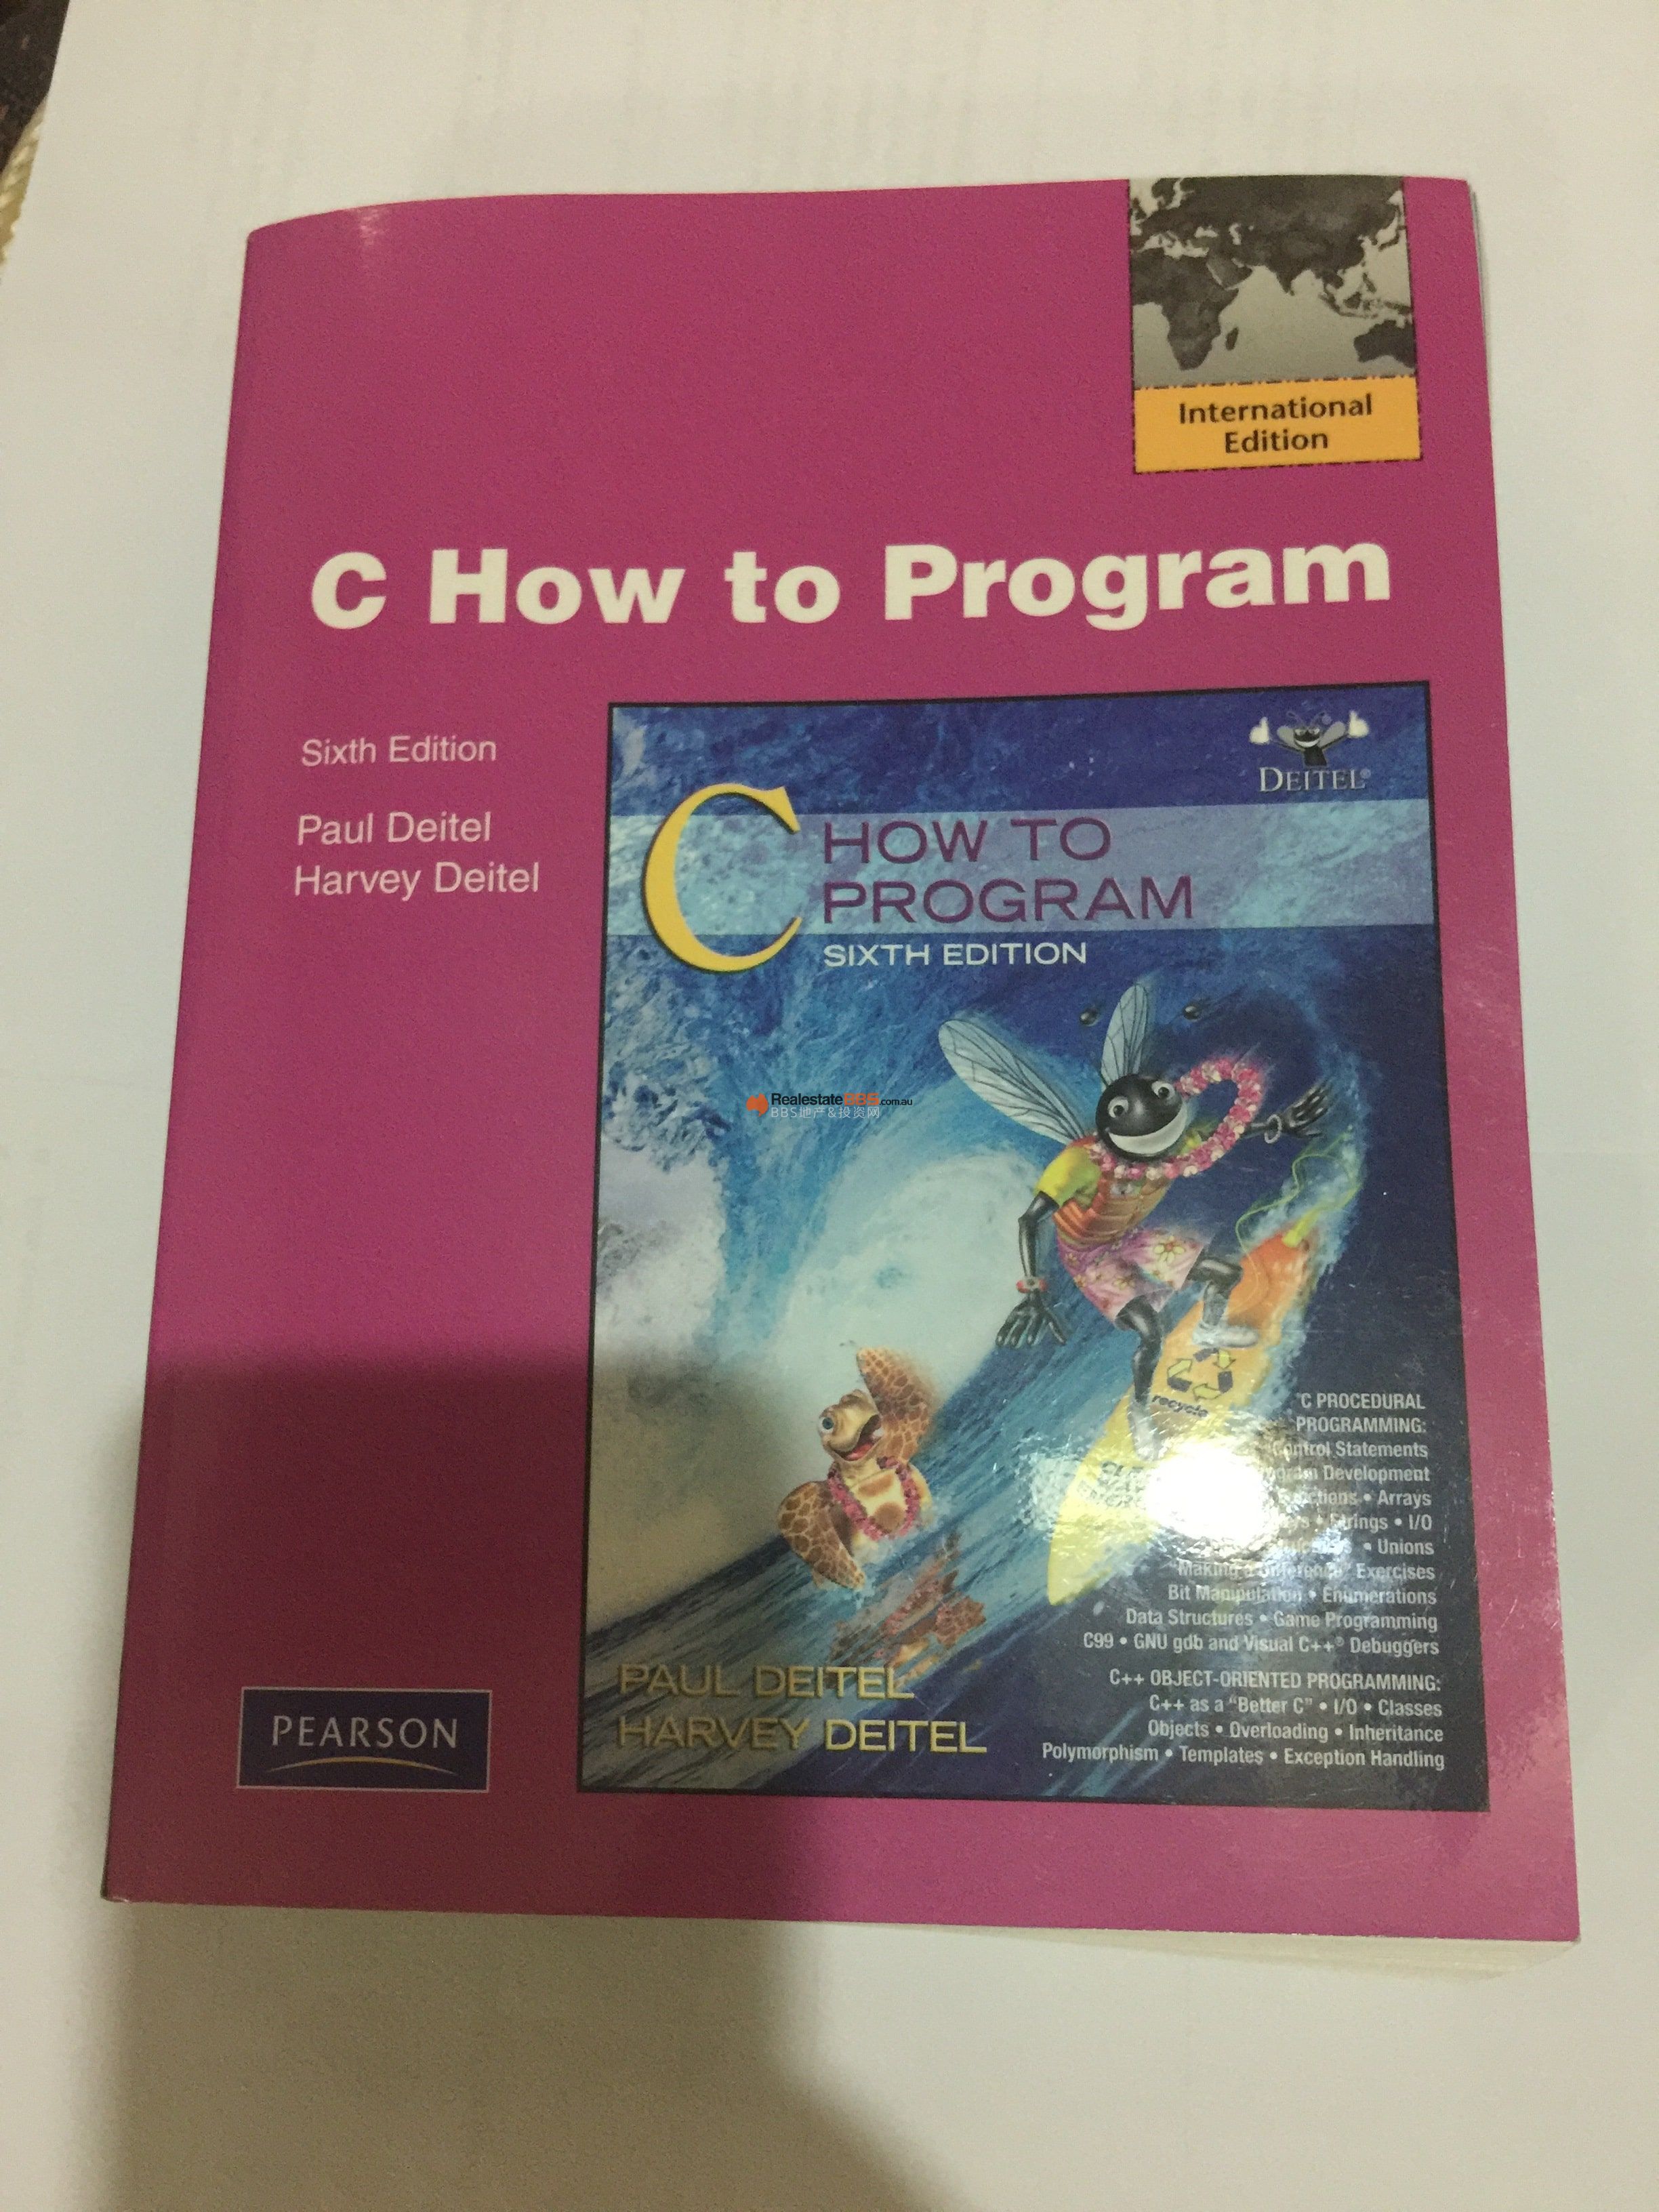 International
Edition
C How to Program
Sixth Edition
Paul Deitel
Harvey Deitel
DEITEL®
C HOW TO
PROGRAM
SIXTH EDITION
RealestateBBS.com.au
BBS地产&投资网
recycle
C PROCEDURAL
PROGRAMMING:
Control Statements
Program Development
Functions • Arrays
Strings • I/O
• Unions
"Making a Difference" Exercises
Bit Manipulation • Enumerations
Data Structures • Game Programming
C99 • GNU gdb and Visual C++® Debuggers
C++ OBJECT-ORIENTED PROGRAMMING:
C++ as a "Better C" • I/O • Classes
Objects • Overloading • Inheritance
Polymorphism • Templates • Exception Handling
PAUL DEITEL
HARVEY DEITEL
PEARSON